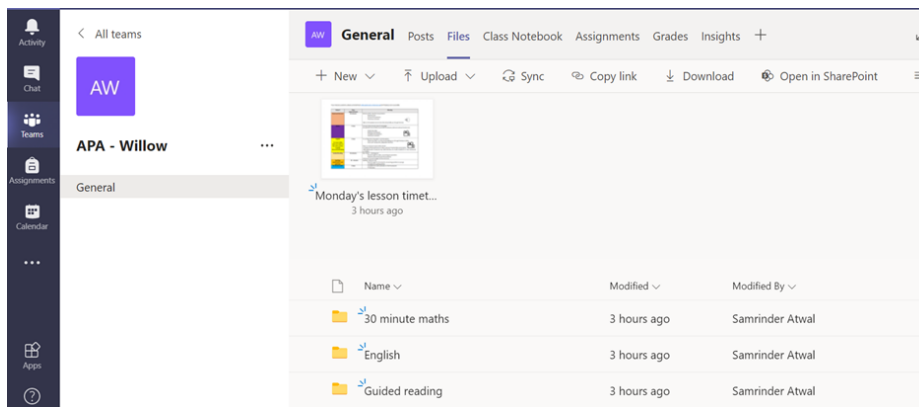 Activity
Chat
Teams
Assignments
Calendar
Apps
All teams
AW
APA - Willow
General
AW General Posts Files Class Notebook Assignments Grades Insights
New Upload Sync Copy link Download Open in SharePoint
Monday's lesson timet...
3 hours ago
Name Modified Modified By
30 minute maths 3 hours ago Samrinder Atwal
English 3 hours ago Samrinder Atwal
Guided reading 3 hours ago Samrinder Atwal